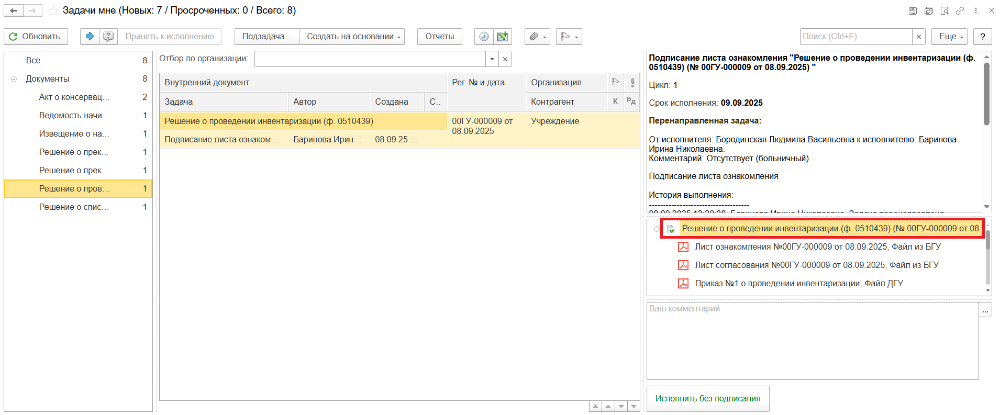 Задачи мне (Новых: 7 / Просроченных: 0 / Всего: 8)
Обновить
Принять к исполнению
Подзадача...
Создать на основании
Отчеты
Поиск (Ctrl+F)
Еще
?
Все 8
Документы 8
Акт о консервац... 2
Ведомость начи... 1
Извещение о на... 1
Решение о прек... 1
Решение о прек... 1
Решение о пров... 1
Решение о спис... 1
Отбор по организации:
Внутренний документ
Рег. № и дата
Организация
Задача
Автор
Создана
С..
Контрагент
К
Рд
Решение о проведении инвентаризации (ф. 0510439)
00ГУ-000009 от
08.09.2025
Учреждение
Подписание листа ознаком...
Баринова Ирин...
08.09.25 ...
Подписание листа ознакомления "Решение о проведении инвентаризации (ф.
0510439) (№ 00ГУ-000009 от 08.09.2025) "
Цикл: 1
Срок исполнения: 09.09.2025
Перенаправленная задача:
От исполнителя: Бородинская Людмила Васильевна к исполнителю: Баринова
Ирина Николаевна.
Комментарий: Отсутствует (больничный)
Подписание листа ознакомления
История выполнения:
------------------------------------
Решение о проведении инвентаризации (ф. 0510439) (№ 00ГУ-000009 от 08.
Лист ознакомления №00ГУ-000009 от 08.09.2025, Файл из БГУ
Лист согласования №00ГУ-000009 от 08.09.2025, Файл из БГУ
Приказ №1 о проведении инвентаризации, Файл ДГУ
Ваш комментарий
...
Исполнить без подписания